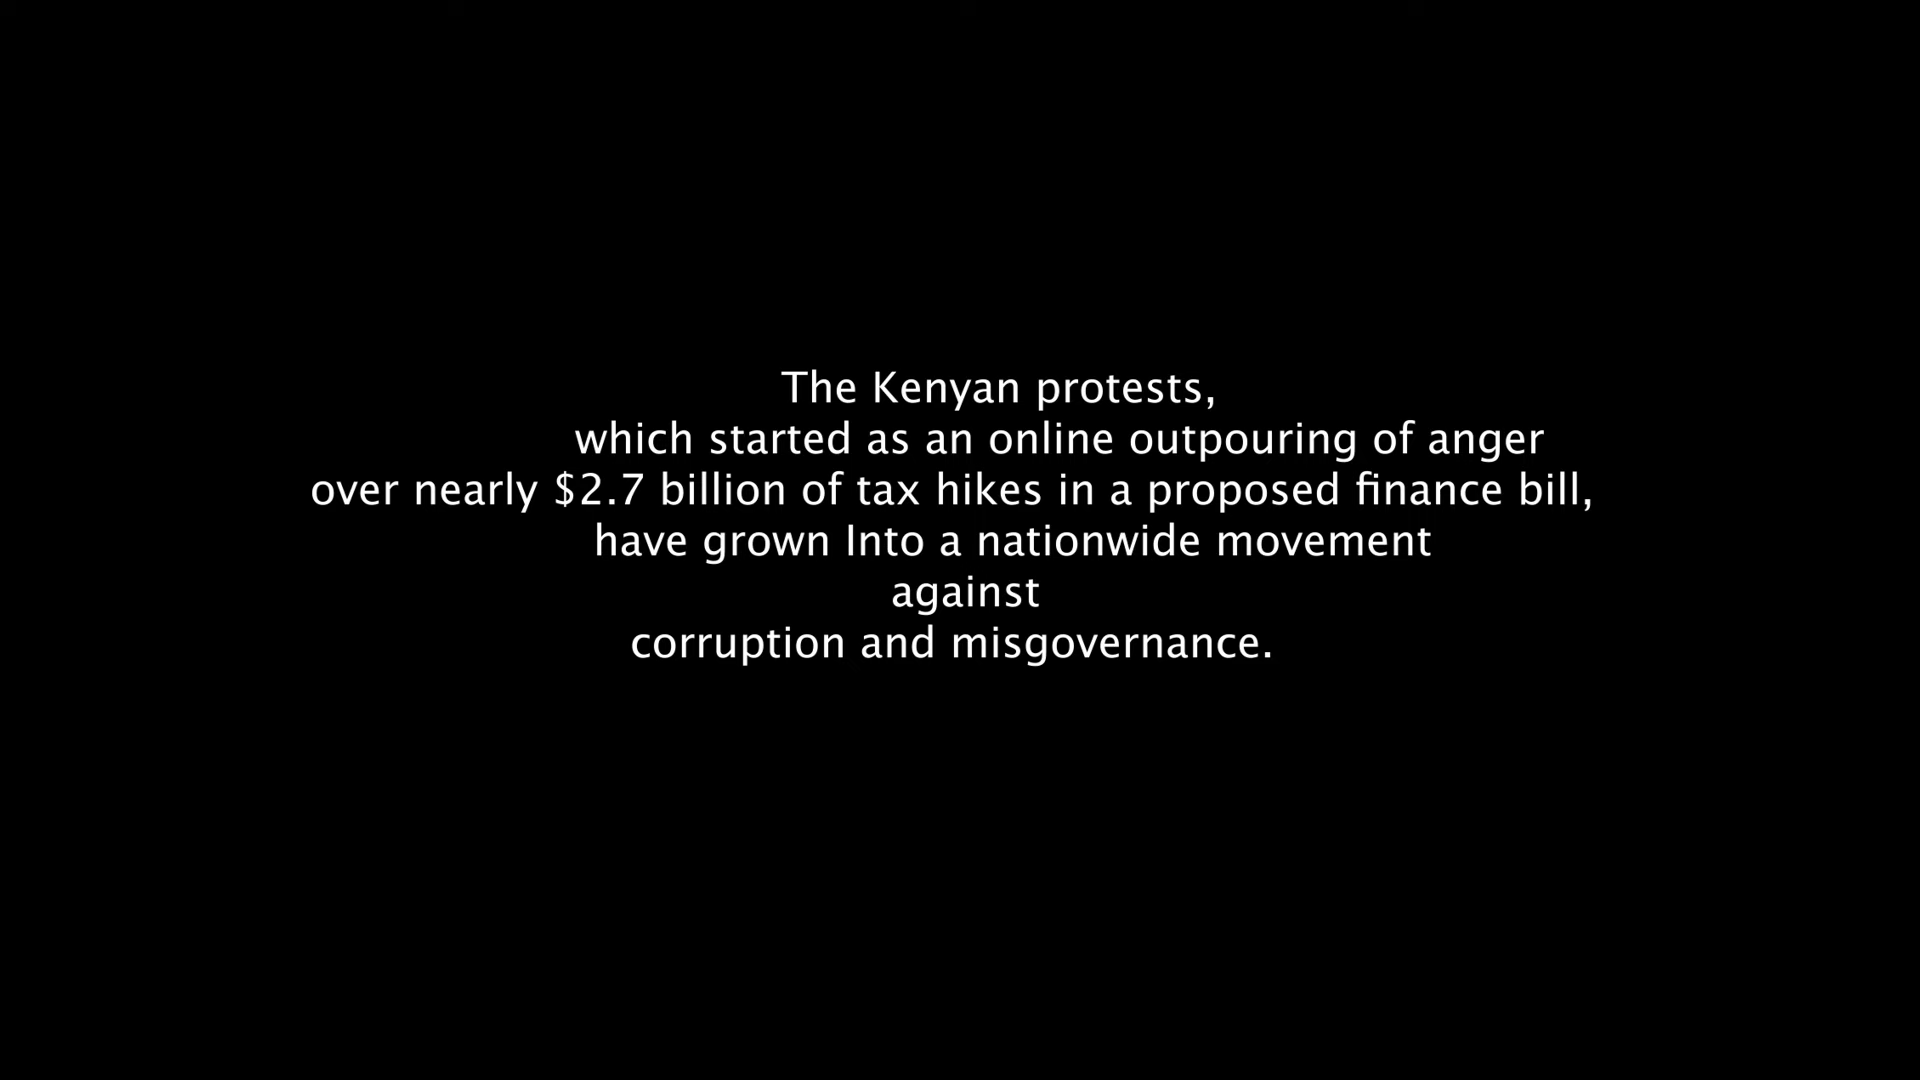 The Kenyan protests,
which started as an online outpouring of anger
over nearly $2.7 billion of tax hikes in a proposed finance bill,
have grown Into a nationwide movement
against
corruption and misgovernance.